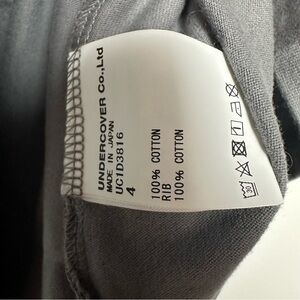 UNDERCOVER Co.,Ltd
MADE IN JAPAN
UC1D3816
4
100% COTTON
RIB
100% COTTON